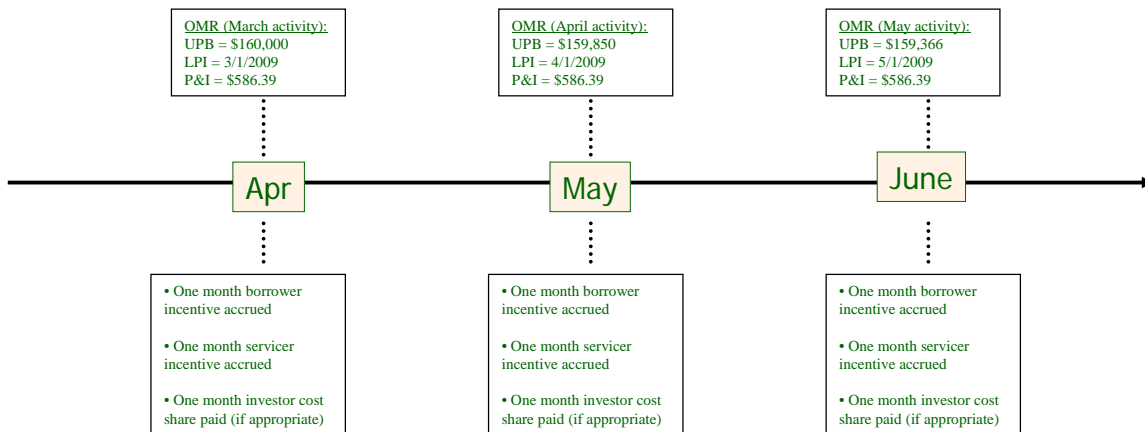 OMR (March activity):
UPB = $160,000
LPI = 3/1/2009
P&I = $586.39
OMR (April activity):
UPB = $159,850
LPI = 4/1/2009
P&I = $586.39
OMR (May activity):
UPB = $159,366
LPI = 5/1/2009
P&I = $586.39
Apr
May
June
• One month borrower
incentive accrued
• One month servicer
incentive accrued
• One month investor cost
share paid (if appropriate)
• One month borrower
incentive accrued
• One month servicer
incentive accrued
• One month investor cost
share paid (if appropriate)
• One month borrower
incentive accrued
• One month servicer
incentive accrued
• One month investor cost
share paid (if appropriate)